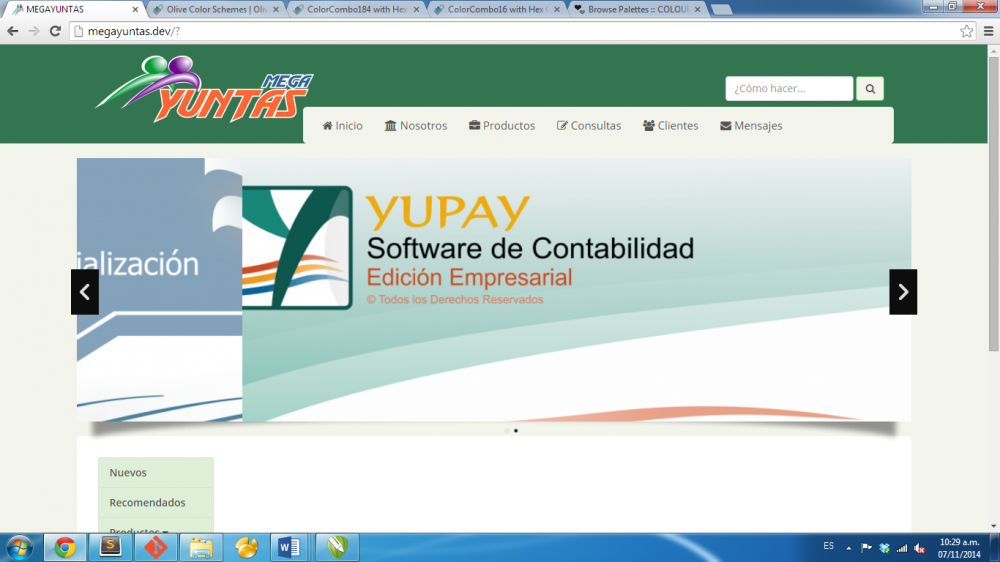 MEGAYUNTAS
Olive Color Schemes | Oliv
ColorCombo184 with Hex
ColorCombo16 with Hex
Browse Palettes :: COLOU
megayuntas.dev/?
MEGA
YUNTAS
¿Cómo hacer...
Inicio
Nosotros
Productos
Consultas
Clientes
Mensajes
ialización
YUPAY
Software de Contabilidad
Edición Empresarial
© Todos los Derechos Reservados
Nuevos
Recomendados
Productos
ES
10:29 a.m.
07/11/2014